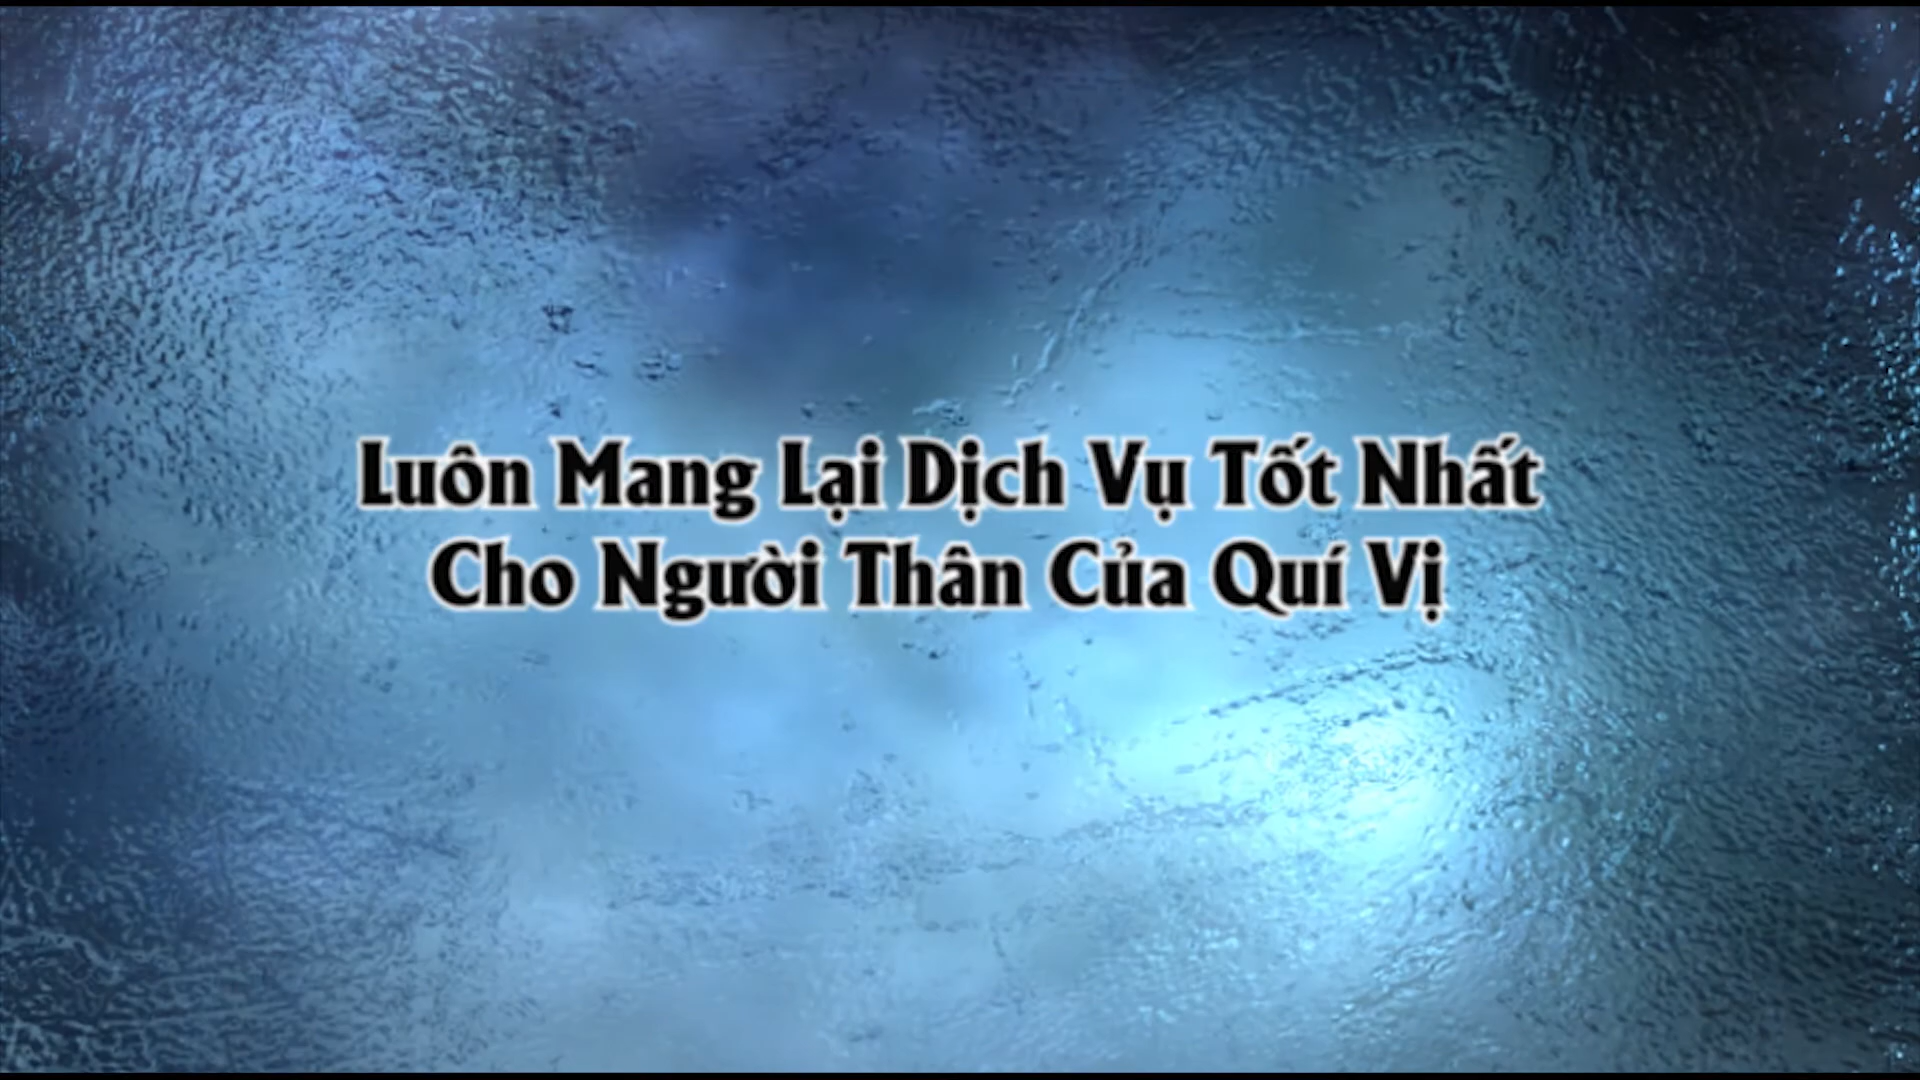 Luôn Mang Lại Dịch Vụ Tốt Nhất
Cho Người Thân Của Quí Vị